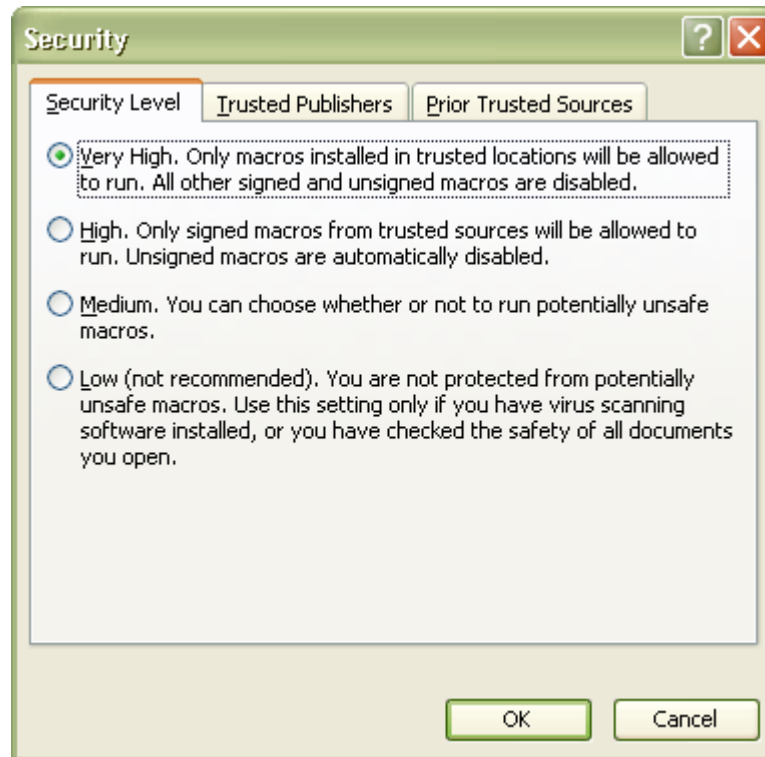 Security
Security Level
Trusted Publishers
Prior Trusted Sources
Very High. Only macros installed in trusted locations will be allowed
to run. All other signed and unsigned macros are disabled.
High. Only signed macros from trusted sources will be allowed to
run. Unsigned macros are automatically disabled.
Medium. You can choose whether or not to run potentially unsafe
macros.
Low (not recommended). You are not protected from potentially
unsafe macros. Use this setting only if you have virus scanning
software installed, or you have checked the safety of all documents
you open.
OK
Cancel